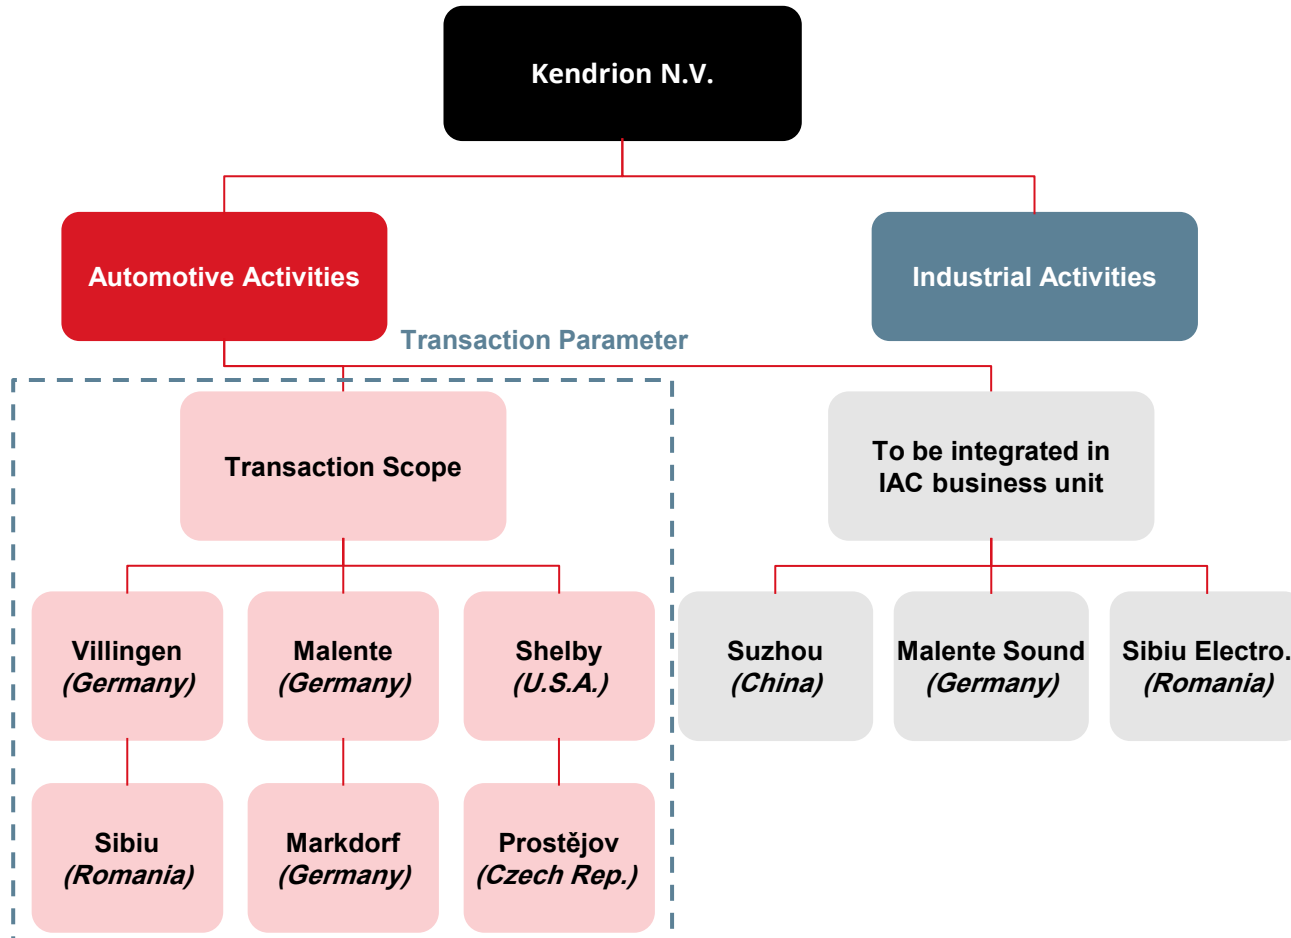 Kendrion N.V.
Automotive Activities
Industrial Activities
Transaction Parameter
Transaction Scope
To be integrated in
IAC business unit
Villingen
(Germany)
Malente
(Germany)
Shelby
(U.S.A.)
Suzhou
(China)
Malente Sound
(Germany)
Sibiu Electro.
(Romania)
Sibiu
(Romania)
Markdorf
(Germany)
Prostějov
(Czech Rep.)